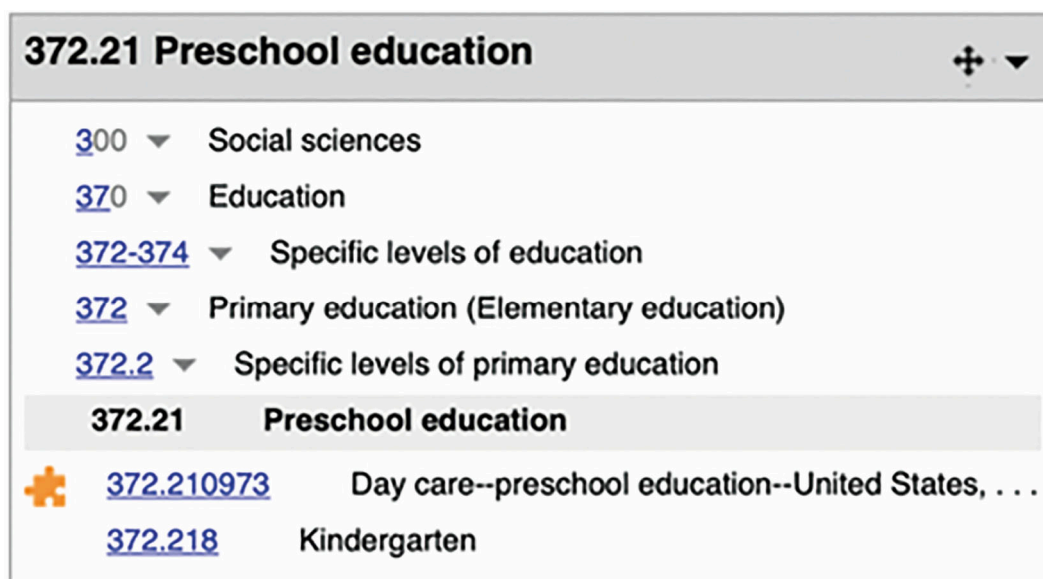 372.21 Preschool education
300 Social sciences
370 Education
372-374 Specific levels of education
372 Primary education (Elementary education)
372.2 Specific levels of primary education
372.21 Preschool education
372.210973 Day care--preschool education--United States, . . .
372.218 Kindergarten